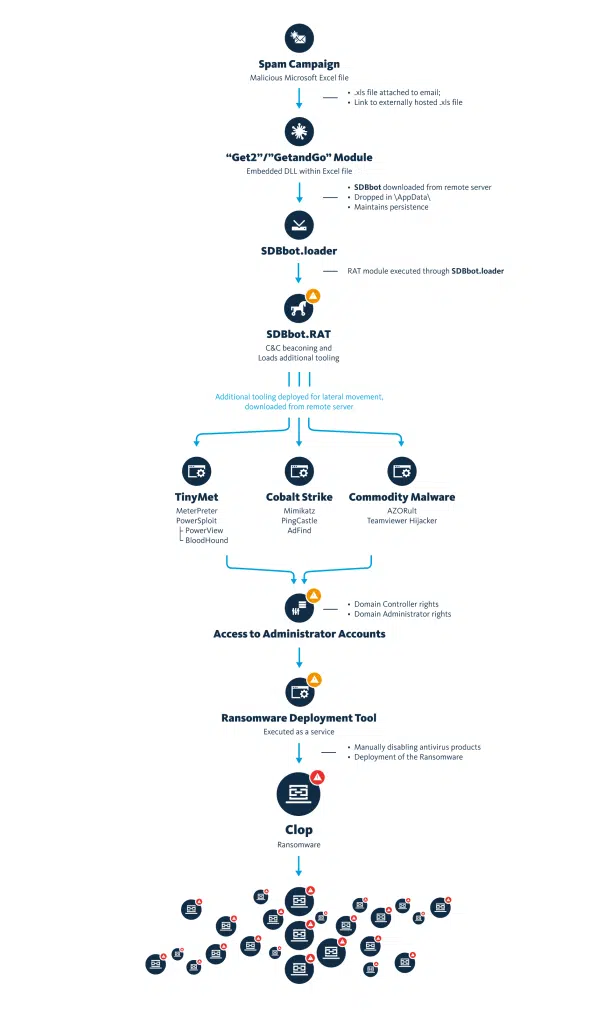 Spam Campaign
Malicious Microsoft Excel file
• .xls file attached to email;
• Link to externally hosted .xls file
“Get2”/”GetandGo” Module
Embedded DLL within Excel file
• SDBbot downloaded from remote server
• Dropped in \AppData\
• Maintains persistence
SDBbot.loader
RAT module executed through SDBbot.loader
SDBbot.RAT
C&C beaconing and
Loads additional tooling
Additional tooling deployed for lateral movement,
downloaded from remote server
TinyMet
MeterPreter
PowerSploit
├ PowerView
└ BloodHound
Cobalt Strike
Mimikatz
PingCastle
AdFind
Commodity Malware
AZORult
Teamviewer Hijacker
• Domain Controller rights
• Domain Administrator rights
Access to Administrator Accounts
Ransomware Deployment Tool
Executed as a service
• Manually disabling antivirus products
• Deployment of the Ransomware
Clop
Ransomware